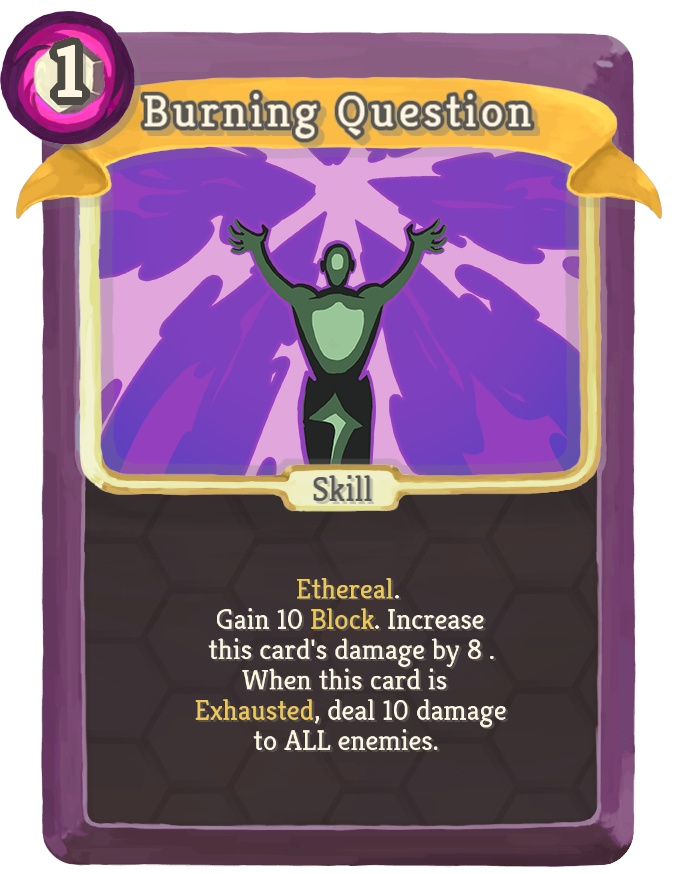 1
Burning Question
Skill
Ethereal.
Gain 10 Block. Increase
this card's damage by 8 .
When this card is
Exhausted, deal 10 damage
to ALL enemies.